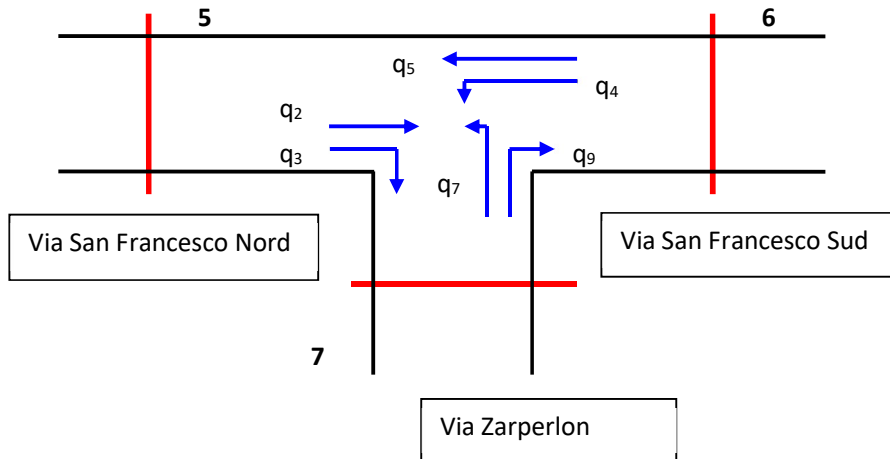 5
6
q₅
q₄
q₂
q₃
q₇
q₉
Via San Francesco Nord
Via San Francesco Sud
7
Via Zarperlon